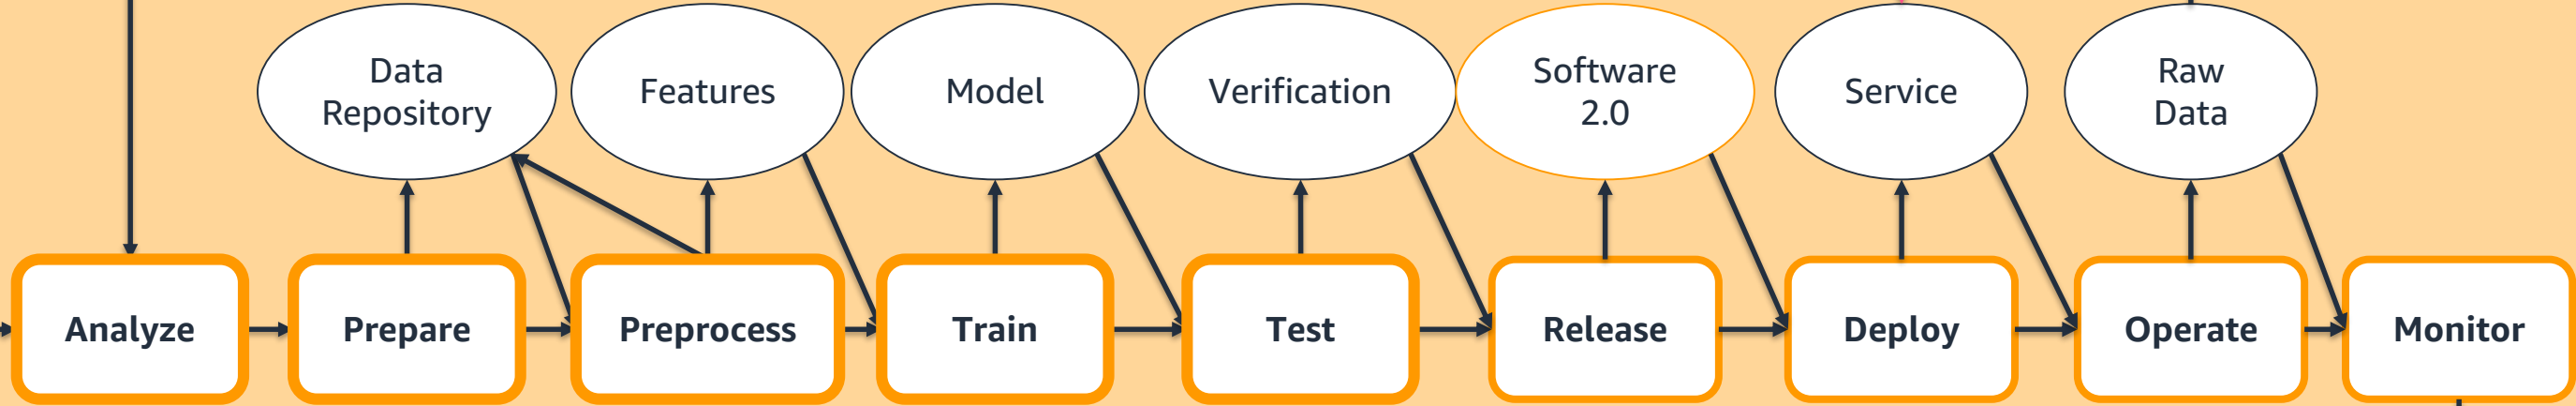 Data
Repository
Features
Model
Verification
Software
2.0
Service
Raw
Data
Analyze
Prepare
Preprocess
Train
Test
Release
Deploy
Operate
Monitor